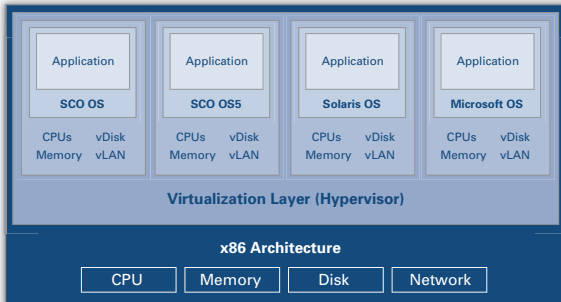 Application Application Application Application
SCO OS SCO OS5 Solaris OS Microsoft OS
CPUs vDisk CPUs vDisk CPUs vDisk CPUs vDisk
Memory vLAN Memory vLAN Memory vLAN Memory vLAN
Virtualization Layer (Hypervisor)
x86 Architecture
CPU Memory Disk Network